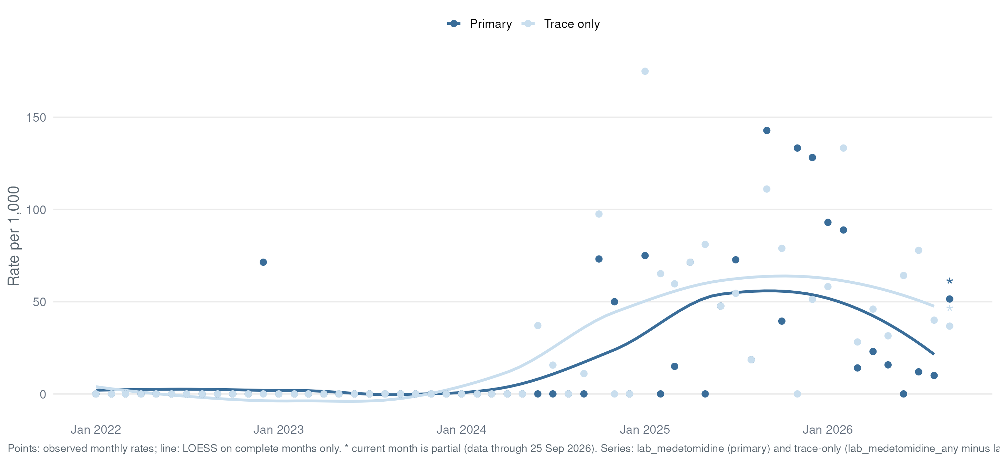 Primary Trace only
150
100
50
0
Rate per 1,000
*
*
Jan 2022 Jan 2023 Jan 2024 Jan 2025 Jan 2026
Points: observed monthly rates; line: LOESS on complete months only. * current month is partial (data through 25 Sep 2026). Series: lab_medetomidine (primary) and trace-only (lab_medetomidine_any minus la